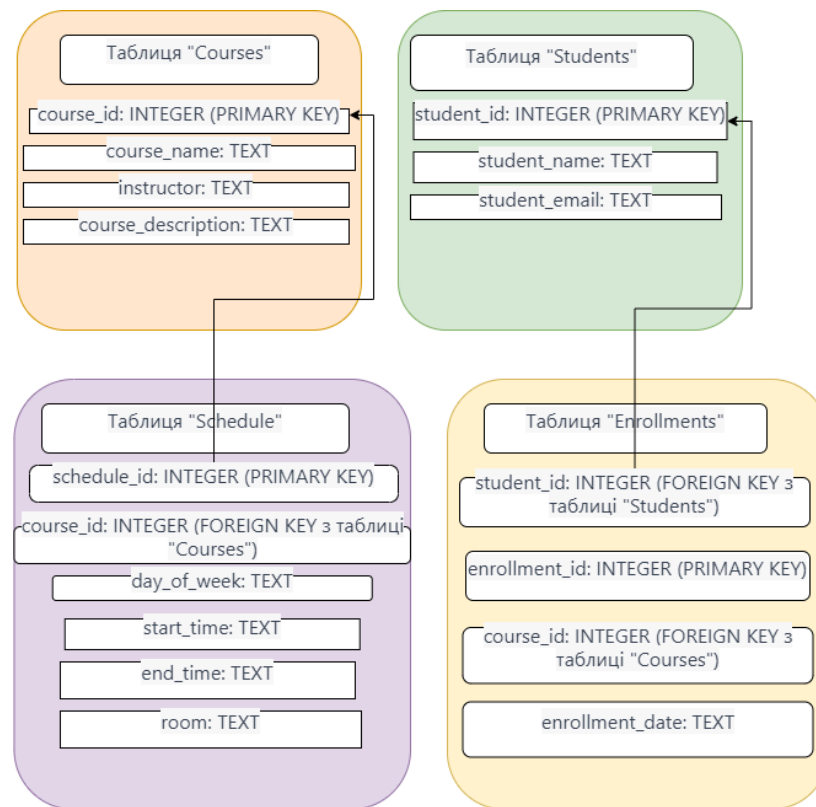 Таблиця "Courses"
course_id: INTEGER (PRIMARY KEY)
course_name: TEXT
instructor: TEXT
course_description: TEXT
Таблиця "Students"
student_id: INTEGER (PRIMARY KEY)
student_name: TEXT
student_email: TEXT
Таблиця "Schedule"
schedule_id: INTEGER (PRIMARY KEY)
course_id: INTEGER (FOREIGN KEY з таблиці
"Courses")
day_of_week: TEXT
start_time: TEXT
end_time: TEXT
room: TEXT
Таблиця "Enrollments"
student_id: INTEGER (FOREIGN KEY з
таблиці "Students")
enrollment_id: INTEGER (PRIMARY KEY)
course_id: INTEGER (FOREIGN KEY з
таблиці "Courses")
enrollment_date: TEXT